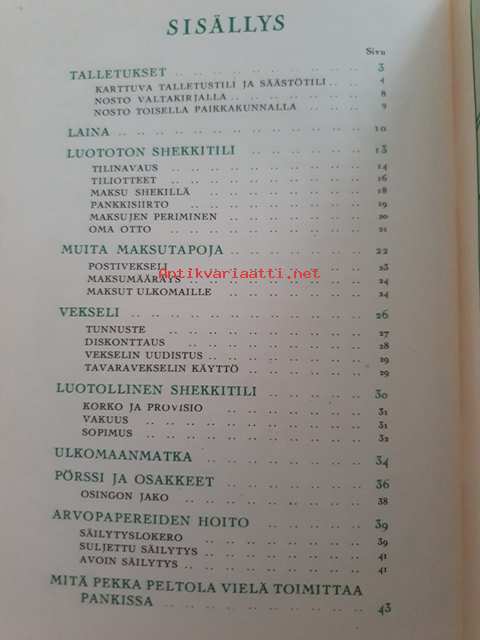 SISÄLLYS
Sivu
TALLETUKSET .. .. .. .. .. .. .. .. .. 3
KARTTUVA TALLETUSTILI JA SÄÄSTÖTILI .. .. .. 4
NOSTO VALTAKIRJALLA .. .. .. .. .. .. .. 8
NOSTO TOISELLA PAIKKAKUNNALLA .. .. .. .. 9
LAINA .. .. .. .. .. .. .. .. .. .. .. 10
LUOTOTON SHEKKITILI .. .. .. .. .. .. 13
TILINAVAUS .. .. .. .. .. .. .. .. 14
TILIOTTEET .. .. .. .. .. .. .. .. 16
MAKSU SHEKILLÄ .. .. .. .. .. .. .. 18
PANKKISIIRTO .. .. .. .. .. .. .. .. 19
MAKSUJEN PERIMINEN .. .. .. .. .. .. 20
OMA OTTO .. .. .. .. .. .. .. .. 21
MUITA MAKSUTAPOJA .. .. .. .. .. .. .. 22
POSTIVEKSELI .. .. .. .. .. .. .. .. 23
antikvariaatti.net
MAKSUMÄÄRÄYS .. .. .. .. .. .. .. .. 24
MAKSUT ULKOMAILLE .. .. .. .. .. .. .. 24
VEKSELI .. .. .. .. .. .. .. .. .. .. 26
TUNNUSTE .. .. .. .. .. .. .. .. 27
DISKONTTAUS .. .. .. .. .. .. .. .. 28
VEKSELIN UUDISTUS .. .. .. .. .. .. .. 29
TAVARAVEKSELIN KÄYTTÖ .. .. .. .. .. .. 29
LUOTOLLINEN SHEKKITILI .. .. .. .. .. 30
KORKO JA PROVISIO .. .. .. .. .. .. .. 31
VAKUUS .. .. .. .. .. .. .. .. .. 31
SOPIMUS .. .. .. .. .. .. .. .. .. 32
ULKOMAANMATKA .. .. .. .. .. .. .. .. 34
PÖRSSI JA OSAKKEET .. .. .. .. .. .. .. 36
OSINGON JAKO .. .. .. .. .. .. .. .. 38
ARVOPAPEREIDEN HOITO .. .. .. .. .. .. 39
SÄILYTYSLOKERO .. .. .. .. .. .. .. 39
SULJETTU SÄILYTYS .. .. .. .. .. .. .. 41
AVOIN SÄILYTYS .. .. .. .. .. .. .. .. 41
MITÄ PEKKA PELTOLA VIELÄ TOIMITTAA
PANKISSA .. .. .. .. .. .. .. .. .. 43